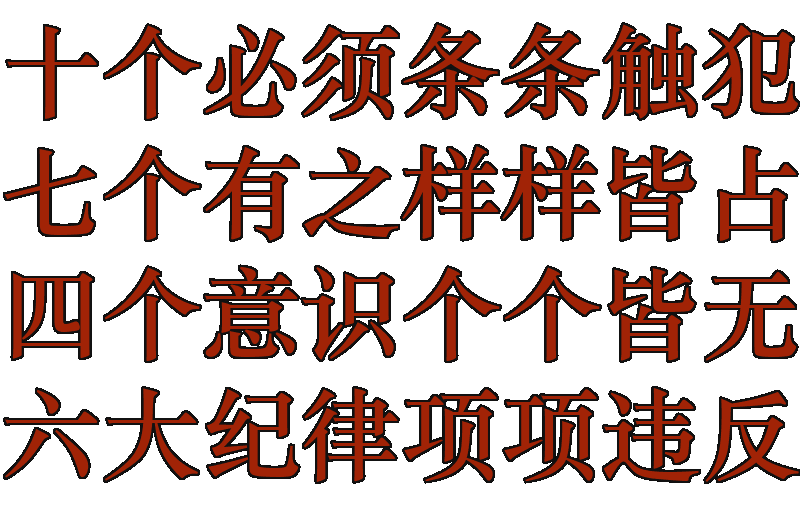 十个必须条条触犯
七个有之样样皆占
四个意识个个皆无
六大纪律项项违反